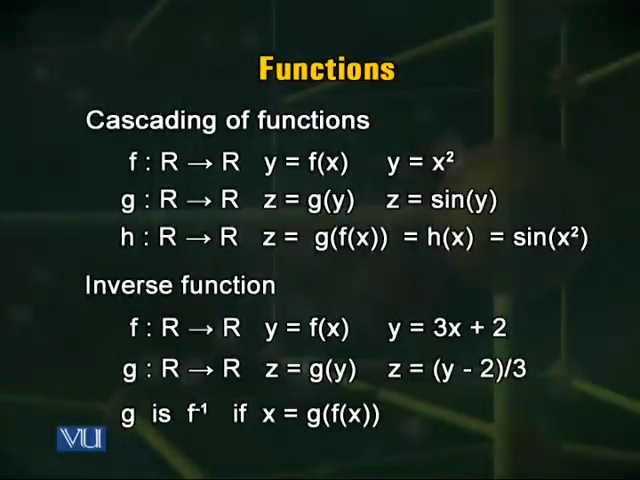 Functions
Cascading of functions
f : R → R y = f(x) y = x²
g : R → R z = g(y) z = sin(y)
h : R → R z = g(f(x)) = h(x) = sin(x²)
Inverse function
f : R → R y = f(x) y = 3x + 2
g : R → R z = g(y) z = (y - 2)/3
g is f⁻¹ if x = g(f(x))
VU